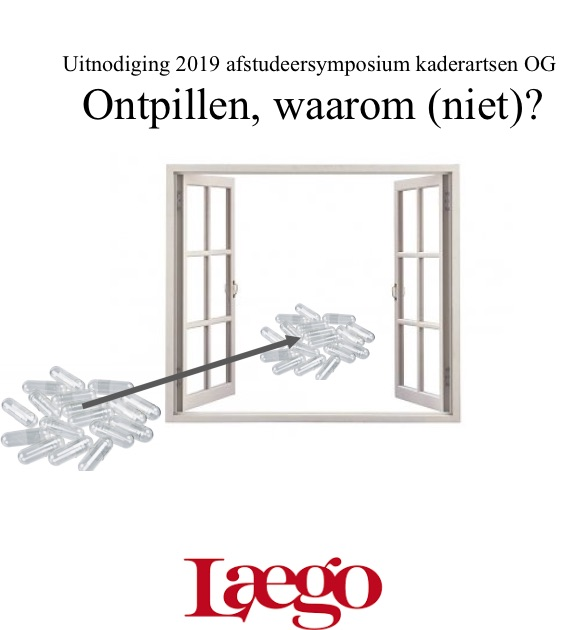 Uitnodiging 2019 afstudeersymposium kaderartsen OG
Ontpillen, waarom (niet)?
Laego